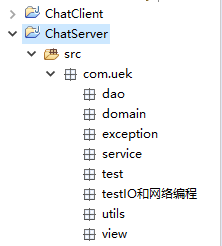 ChatClient
ChatServer
src
com.uek
dao
domain
exception
service
test
testIO和网络编程
utils
view